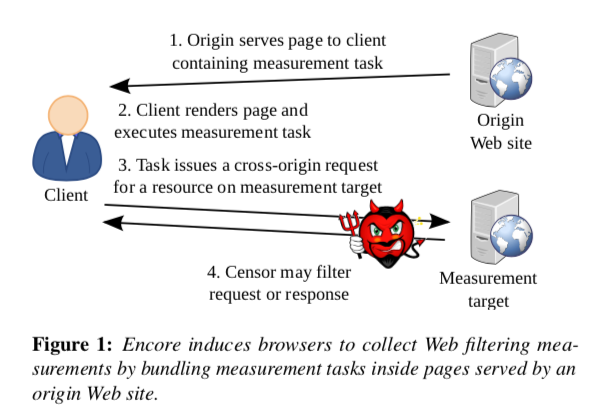 1. Origin serves page to client
containing measurement task
2. Client renders page and
executes measurement task
Origin
Web site
3. Task issues a cross-origin request
for a resource on measurement target
Client
4. Censor may filter
request or response
Measurement
target
Figure 1: Encore induces browsers to collect Web filtering mea-
surements by bundling measurement tasks inside pages served by an
origin Web site.